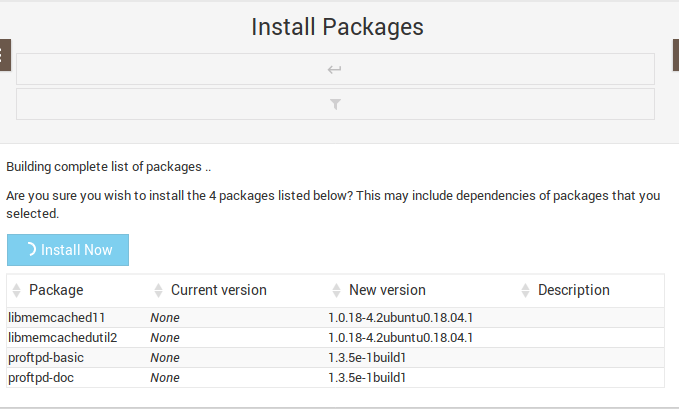 Install Packages
Building complete list of packages ..
Are you sure you wish to install the 4 packages listed below? This may include dependencies of packages that you
selected.
Install Now
Package Current version New version Description
libmemcached11 None 1.0.18-4.2ubuntu0.18.04.1
libmemcachedutil2 None 1.0.18-4.2ubuntu0.18.04.1
proftpd-basic None 1.3.5e-1build1
proftpd-doc None 1.3.5e-1build1